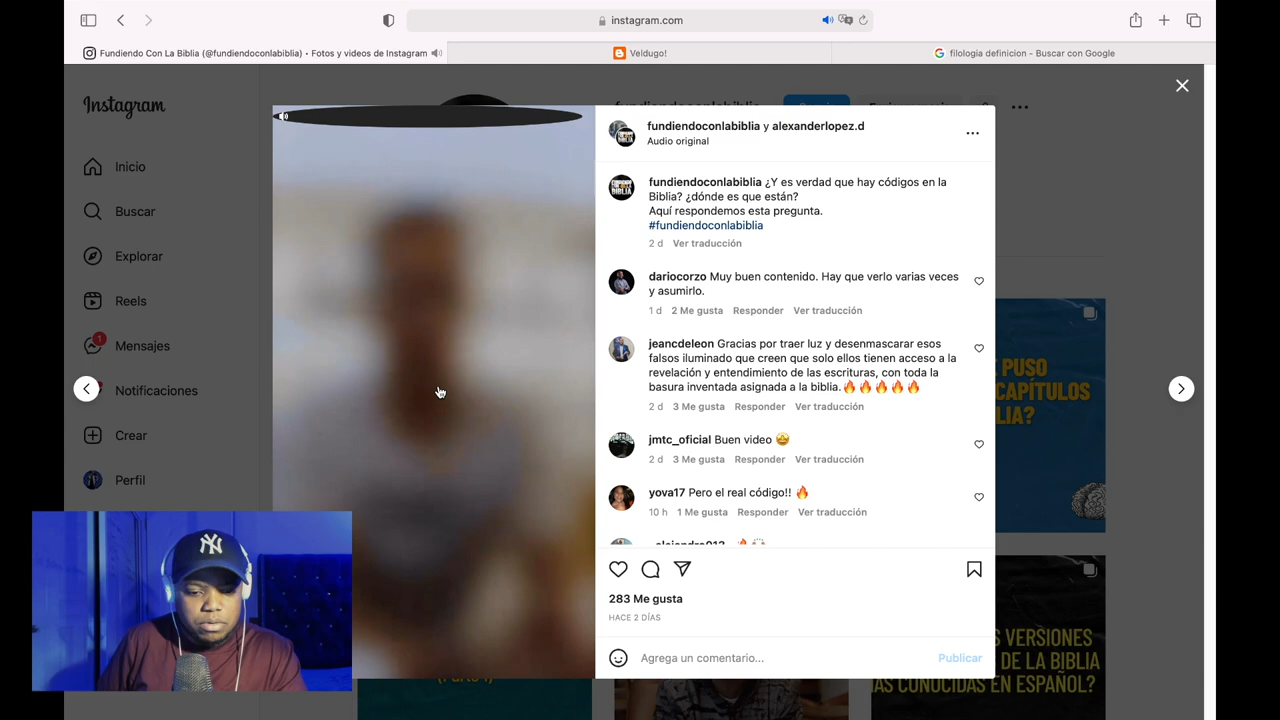 instagram.com
Fundiendo Con La Biblia (@fundiendoconlabiblia) • Fotos y videos de Instagram
Veldugo!
filologia definicion - Buscar con Google
Instagram
Inicio
Buscar
Explorar
Reels
1
Mensajes
Notificaciones
Crear
Perfil
fundiendoconlabiblia y alexanderlopez.d
Audio original
fundiendoconlabiblia ¿Y es verdad que hay códigos en la
Biblia? ¿dónde es que están?
Aquí respondemos esta pregunta.
#fundiendoconlabiblia
2 d Ver traducción
dariocorzo Muy buen contenido. Hay que verlo varias veces
y asumirlo.
1 d 2 Me gusta Responder Ver traducción
jeancdeleon Gracias por traer luz y desenmascarar esos
falsos iluminado que creen que solo ellos tienen acceso a la
revelación y entendimiento de las escrituras, con toda la
basura inventada asignada a la biblia.🔥🔥🔥🔥🔥
2 d 3 Me gusta Responder Ver traducción
jmtc_oficial Buen video 🤩
2 d 3 Me gusta Responder Ver traducción
yova17 Pero el real código!! 🔥
10 h 1 Me gusta Responder Ver traducción
283 Me gusta
HACE 2 DÍAS
Agrega un comentario...
Publicar
PUSO
CAPÍTULOS
BLIA?
VERSIONES
DE LA BIBLIA
MÁS CONOCIDAS EN ESPAÑOL?
NY